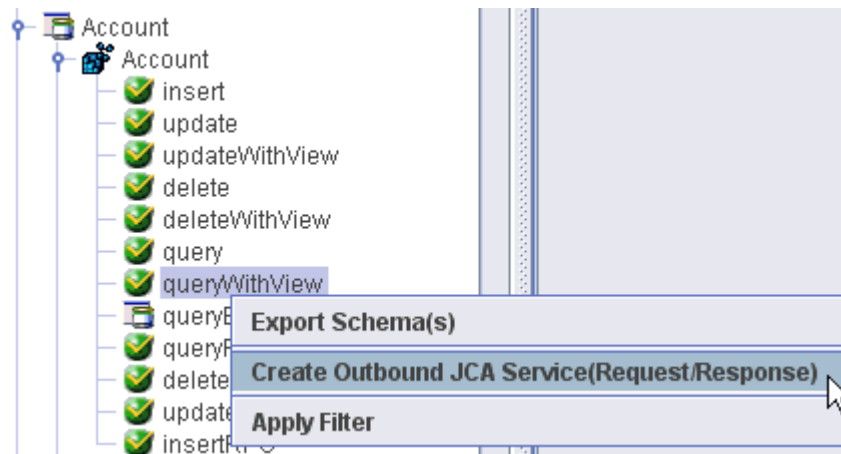 Account
Account
insert
update
updateWithView
delete
deleteWithView
query
queryWithView
Export Schema(s)
Create Outbound JCA Service(Request/Response)
delete
Apply Filter